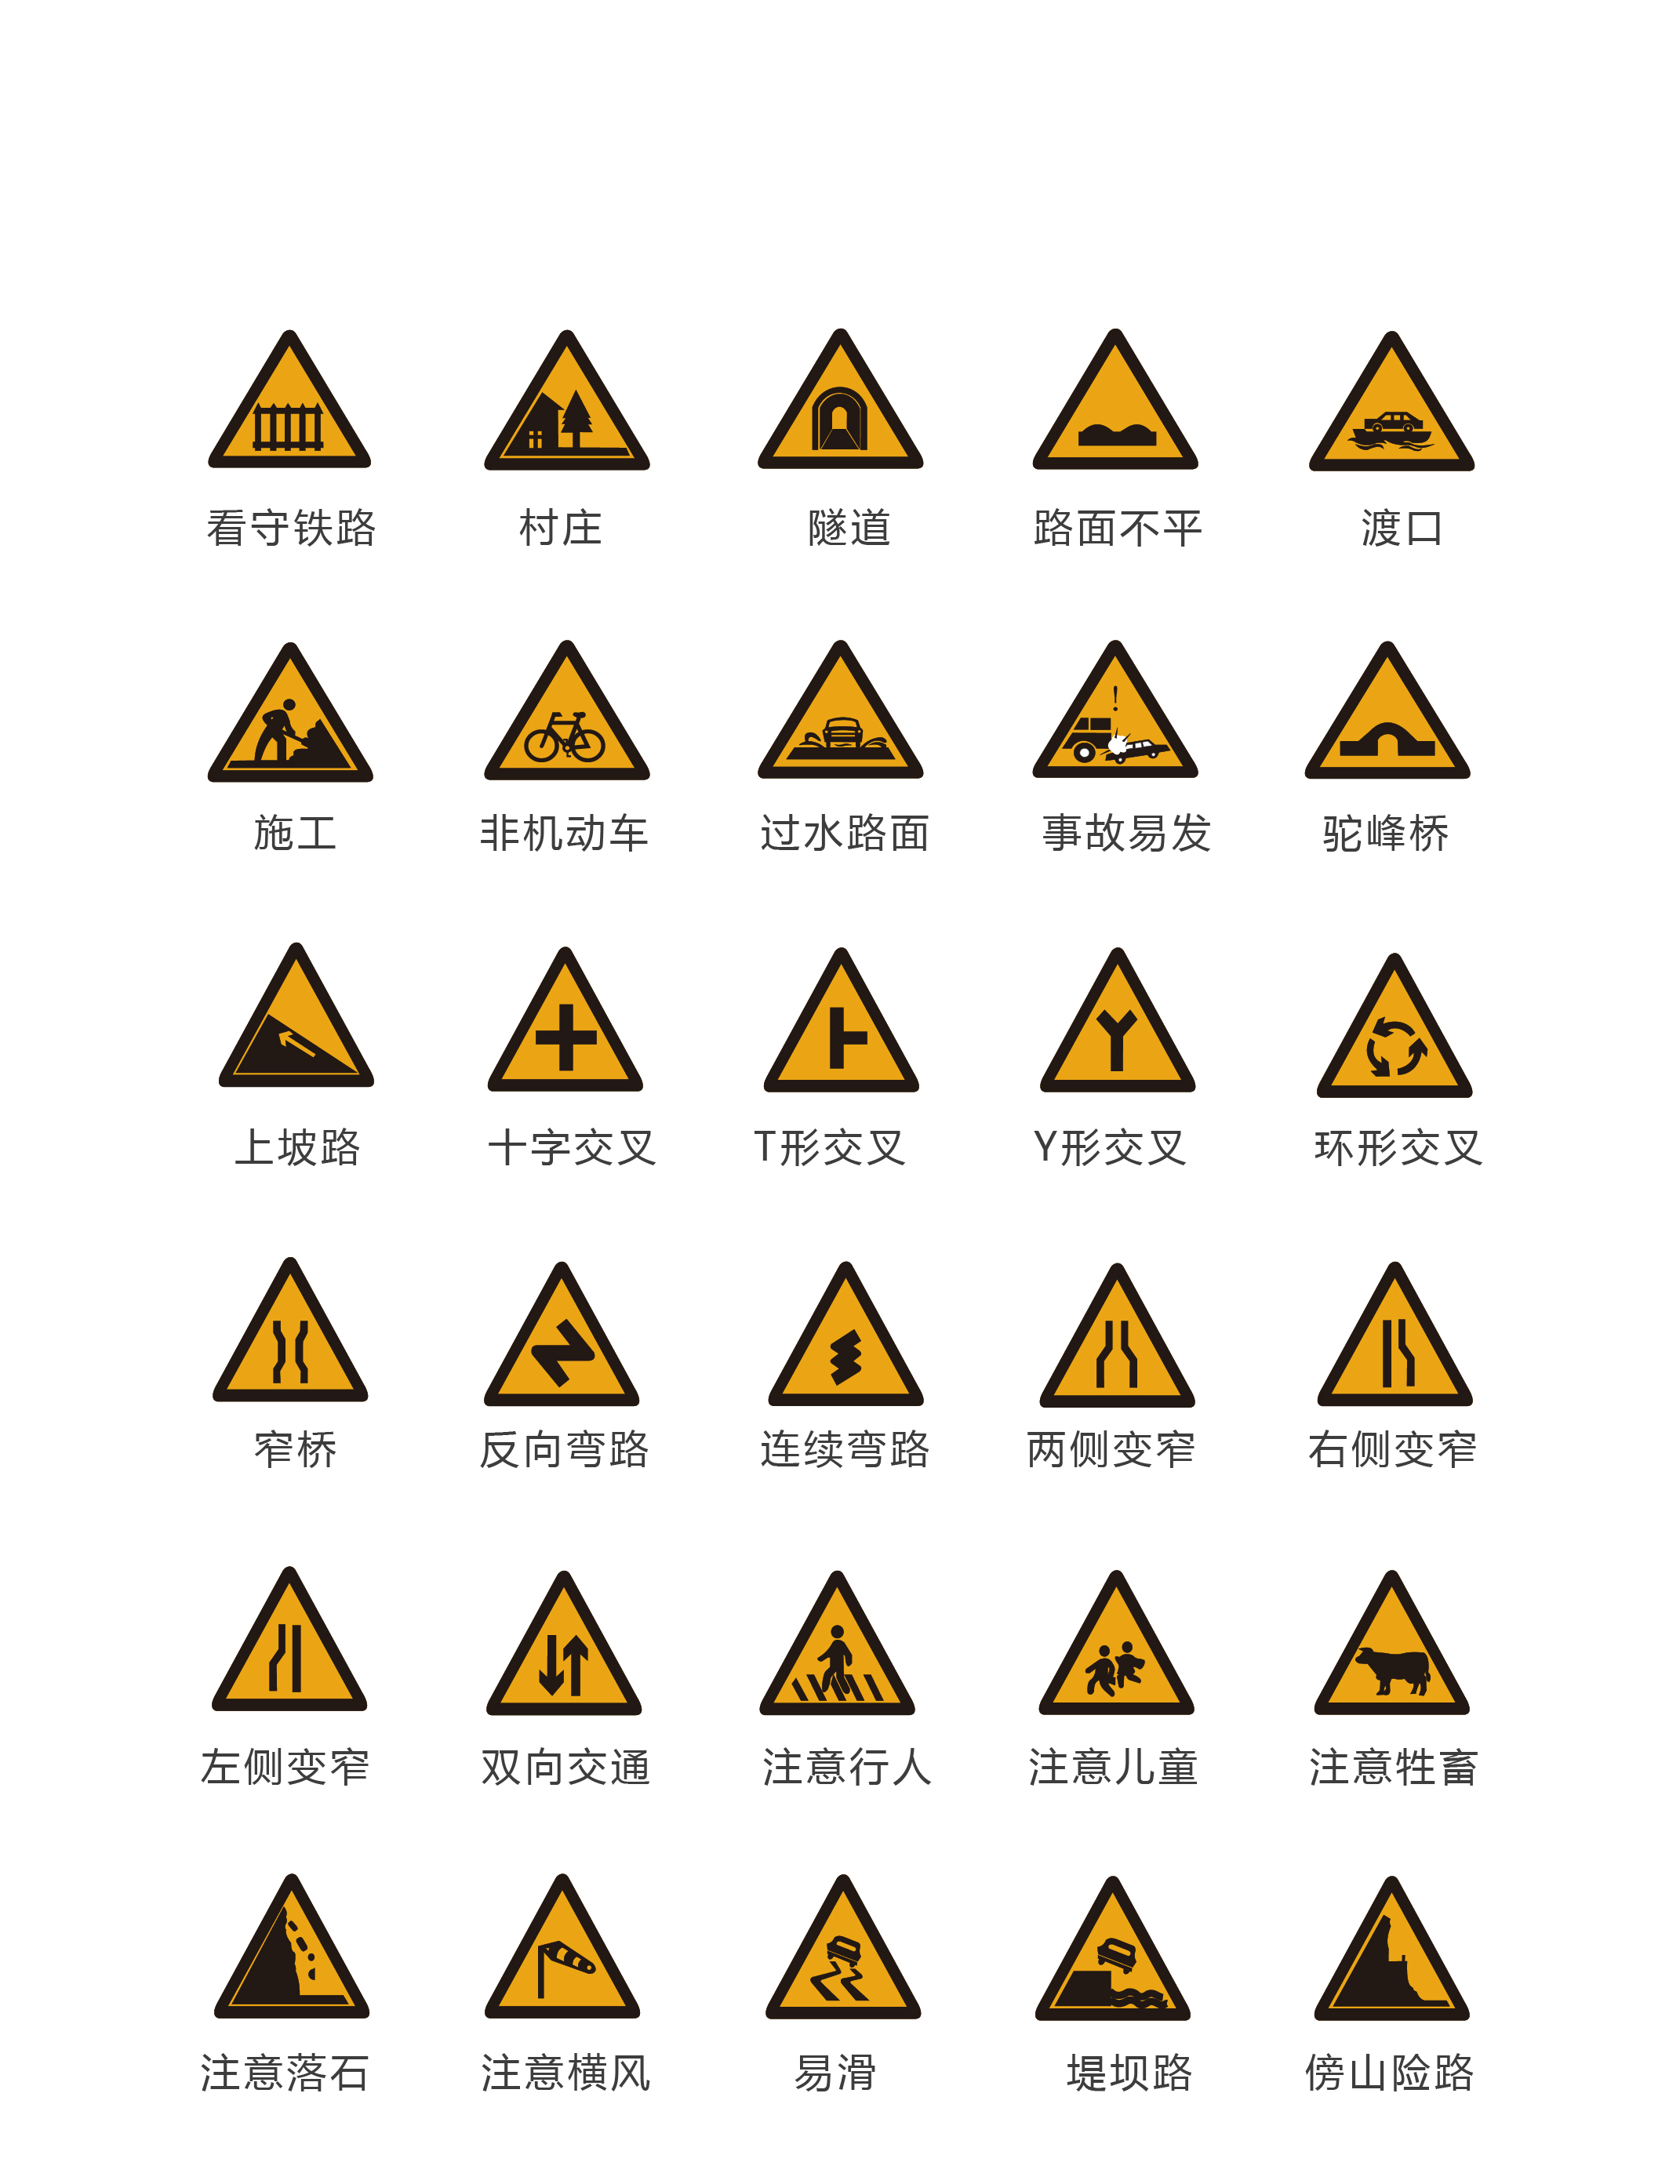 看守铁路 村庄 隧道 路面不平 渡口
施工 非机动车 过水路面 事故易发 驼峰桥
上坡路 十字交叉 T形交叉 Y形交叉 环形交叉
窄桥 反向弯路 连续弯路 两侧变窄 右侧变窄
左侧变窄 双向交通 注意行人 注意儿童 注意牲畜
注意落石 注意横风 易滑 堤坝路 傍山险路